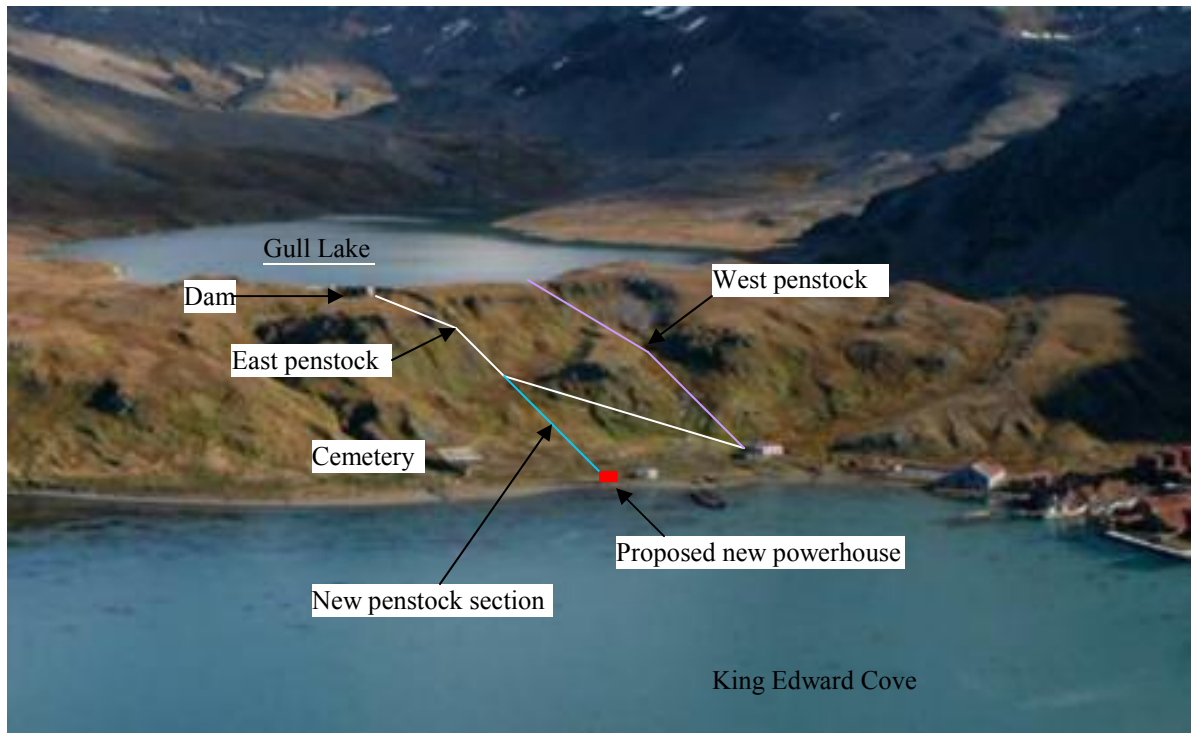 Gull Lake
West penstock
Dam
East penstock
Cemetery
Proposed new powerhouse
New penstock section
King Edward Cove